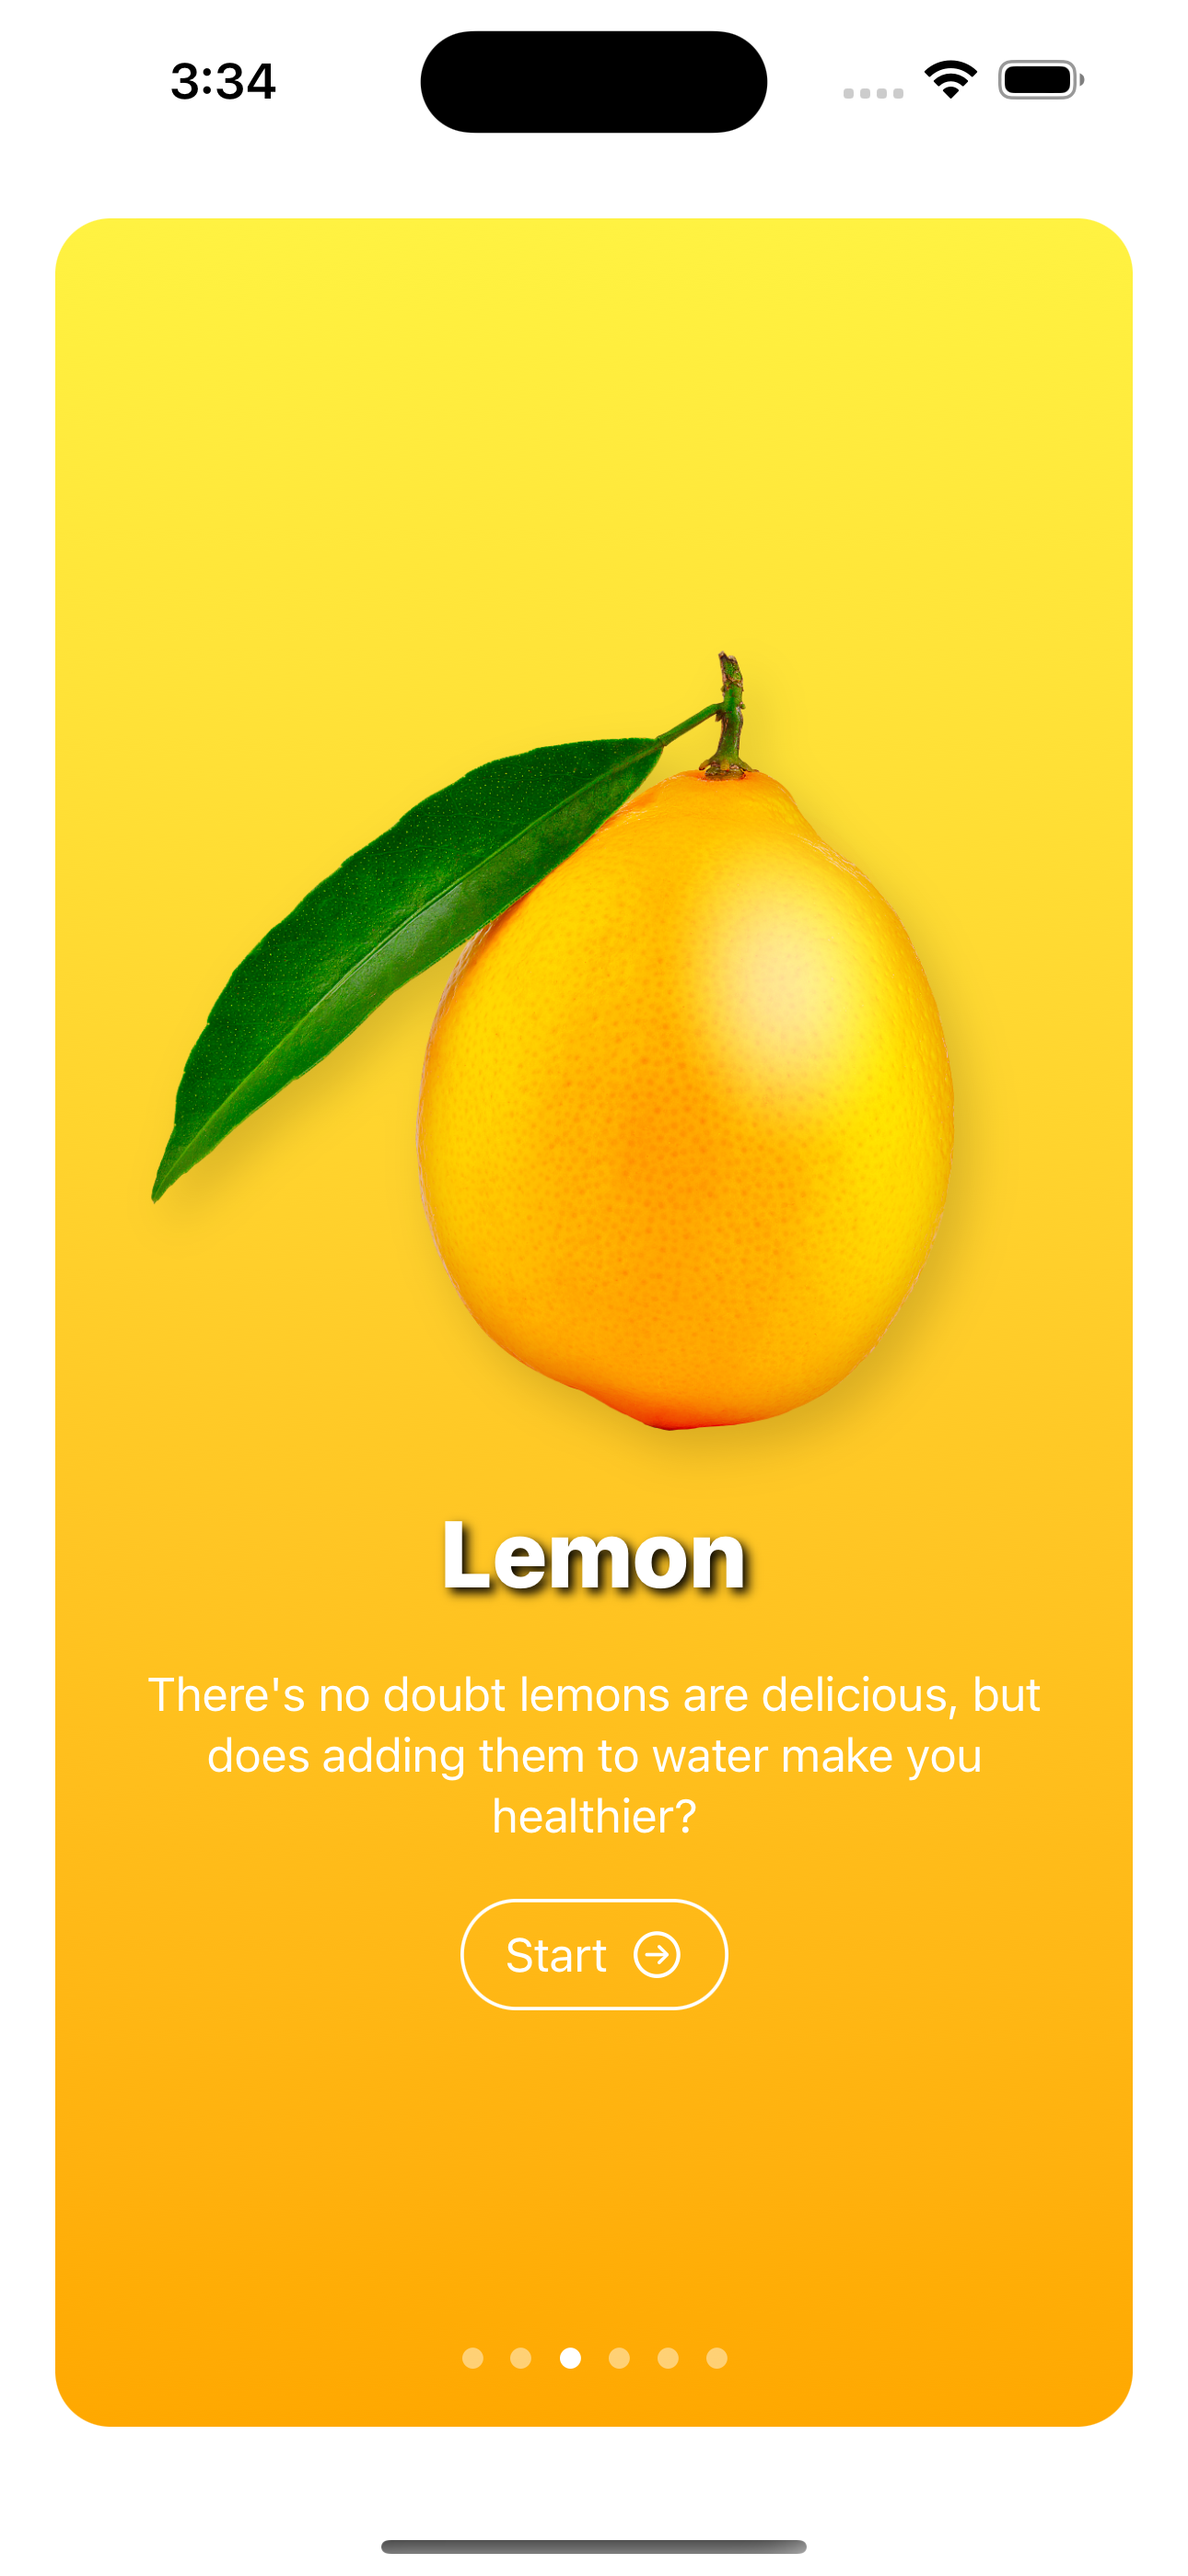 3:34
Lemon
There's no doubt lemons are delicious, but
does adding them to water make you
healthier?
Start